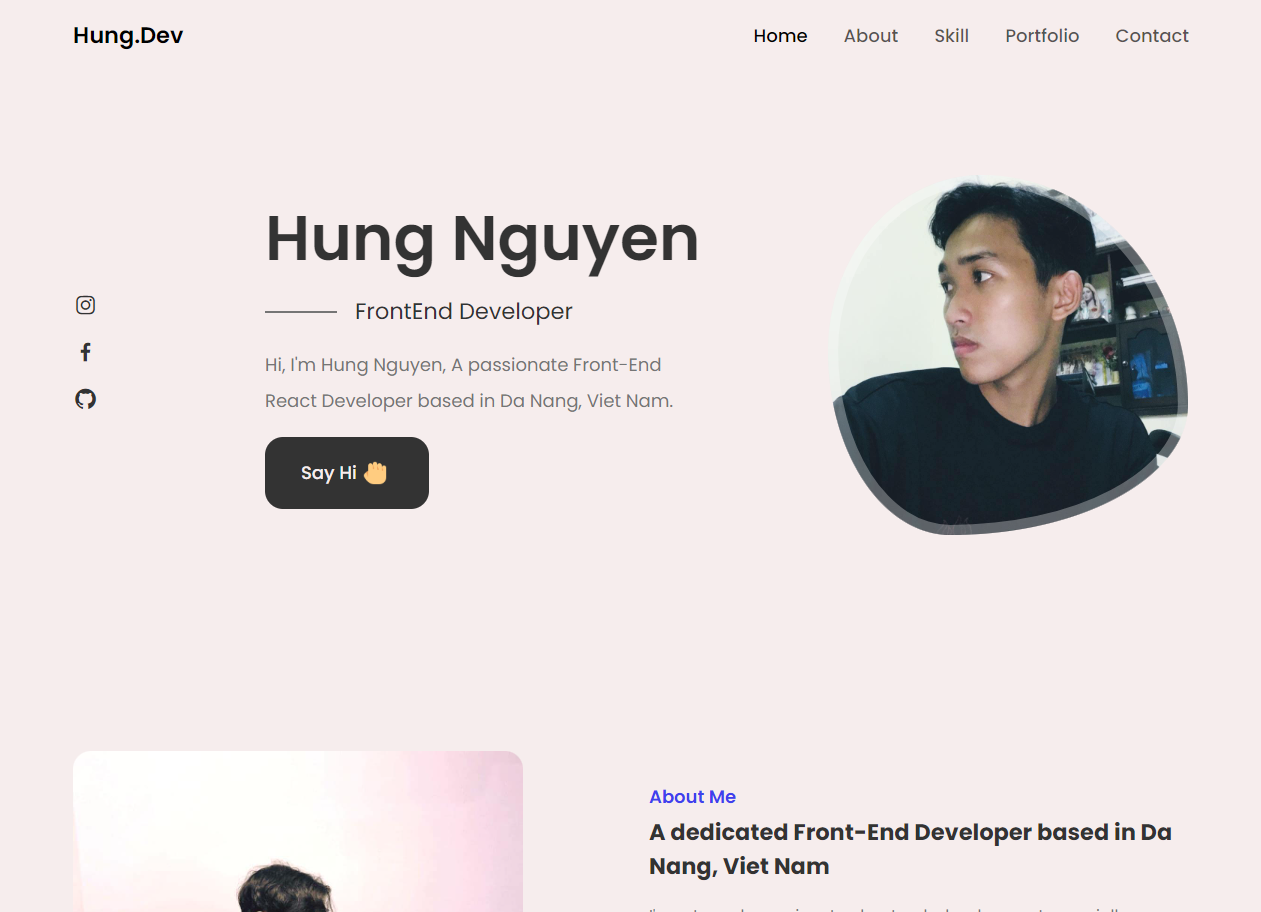 Hung.Dev
Home About Skill Portfolio Contact
Hung Nguyen
FrontEnd Developer
Hi, I'm Hung Nguyen, A passionate Front-End
React Developer based in Da Nang, Viet Nam.
Say Hi
About Me
A dedicated Front-End Developer based in Da
Nang, Viet Nam